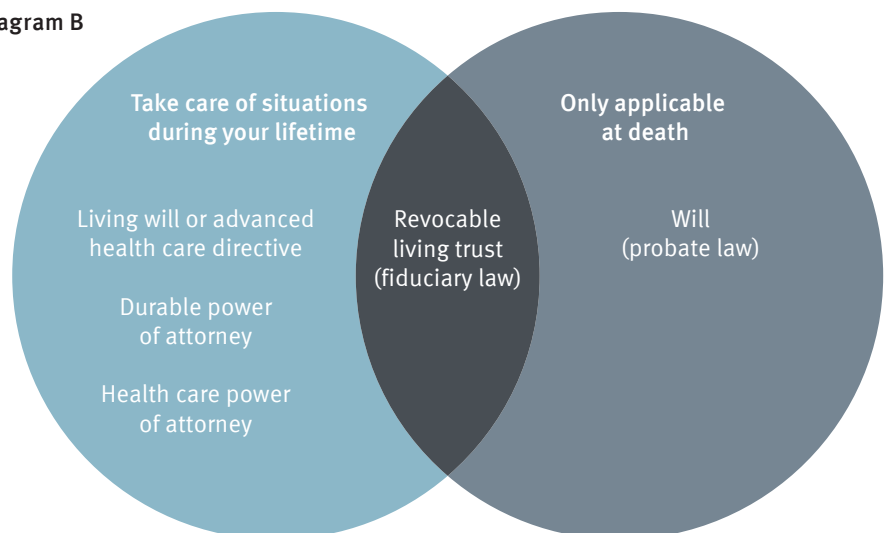 agram B
Take care of situations
during your lifetime
Living will or advanced
health care directive
Durable power
of attorney
Health care power
of attorney
Revocable
living trust
(fiduciary law)
Only applicable
at death
Will
(probate law)